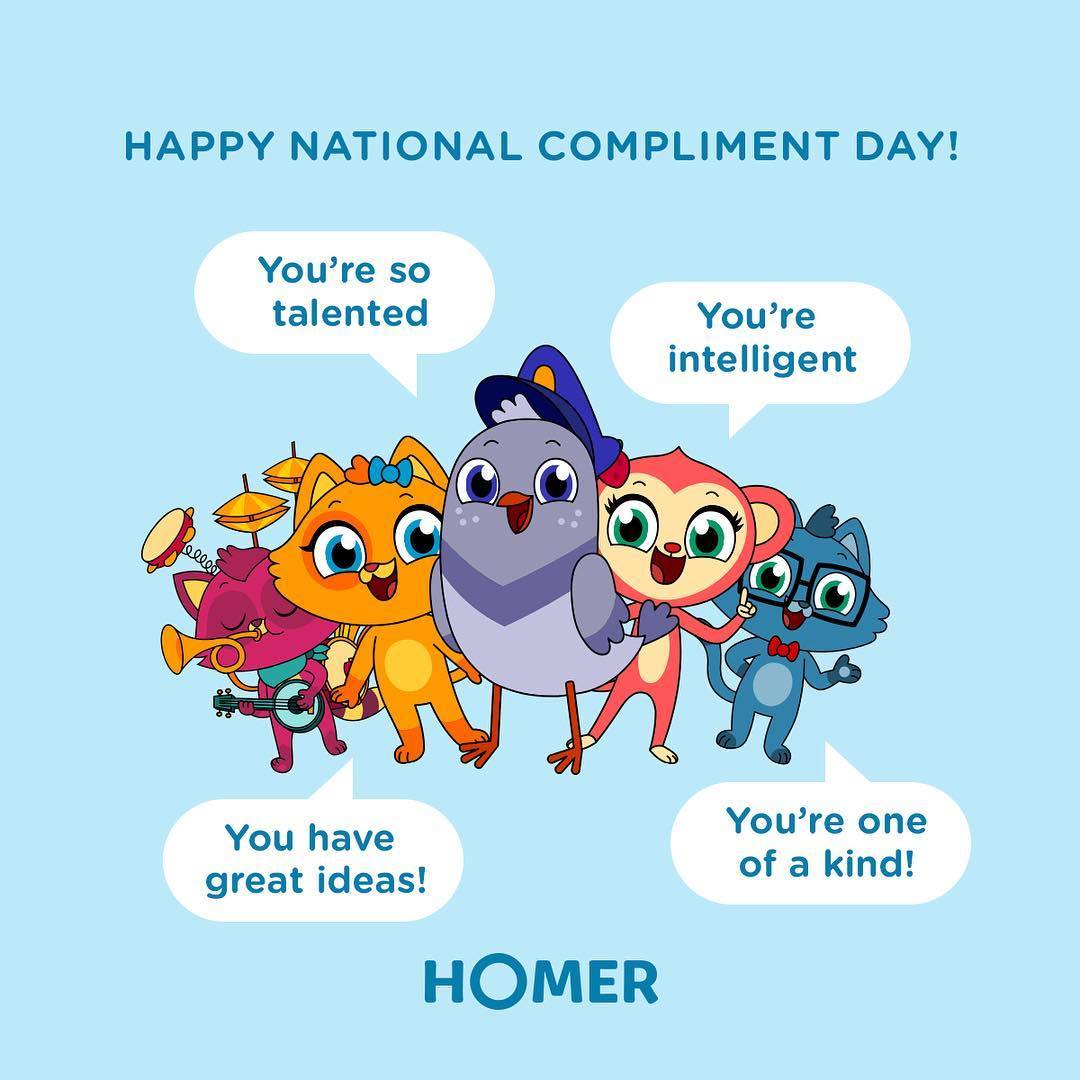 HAPPY NATIONAL COMPLIMENT DAY!
You’re so
talented
You’re
intelligent
You have
great ideas!
You’re one
of a kind!
HOMER